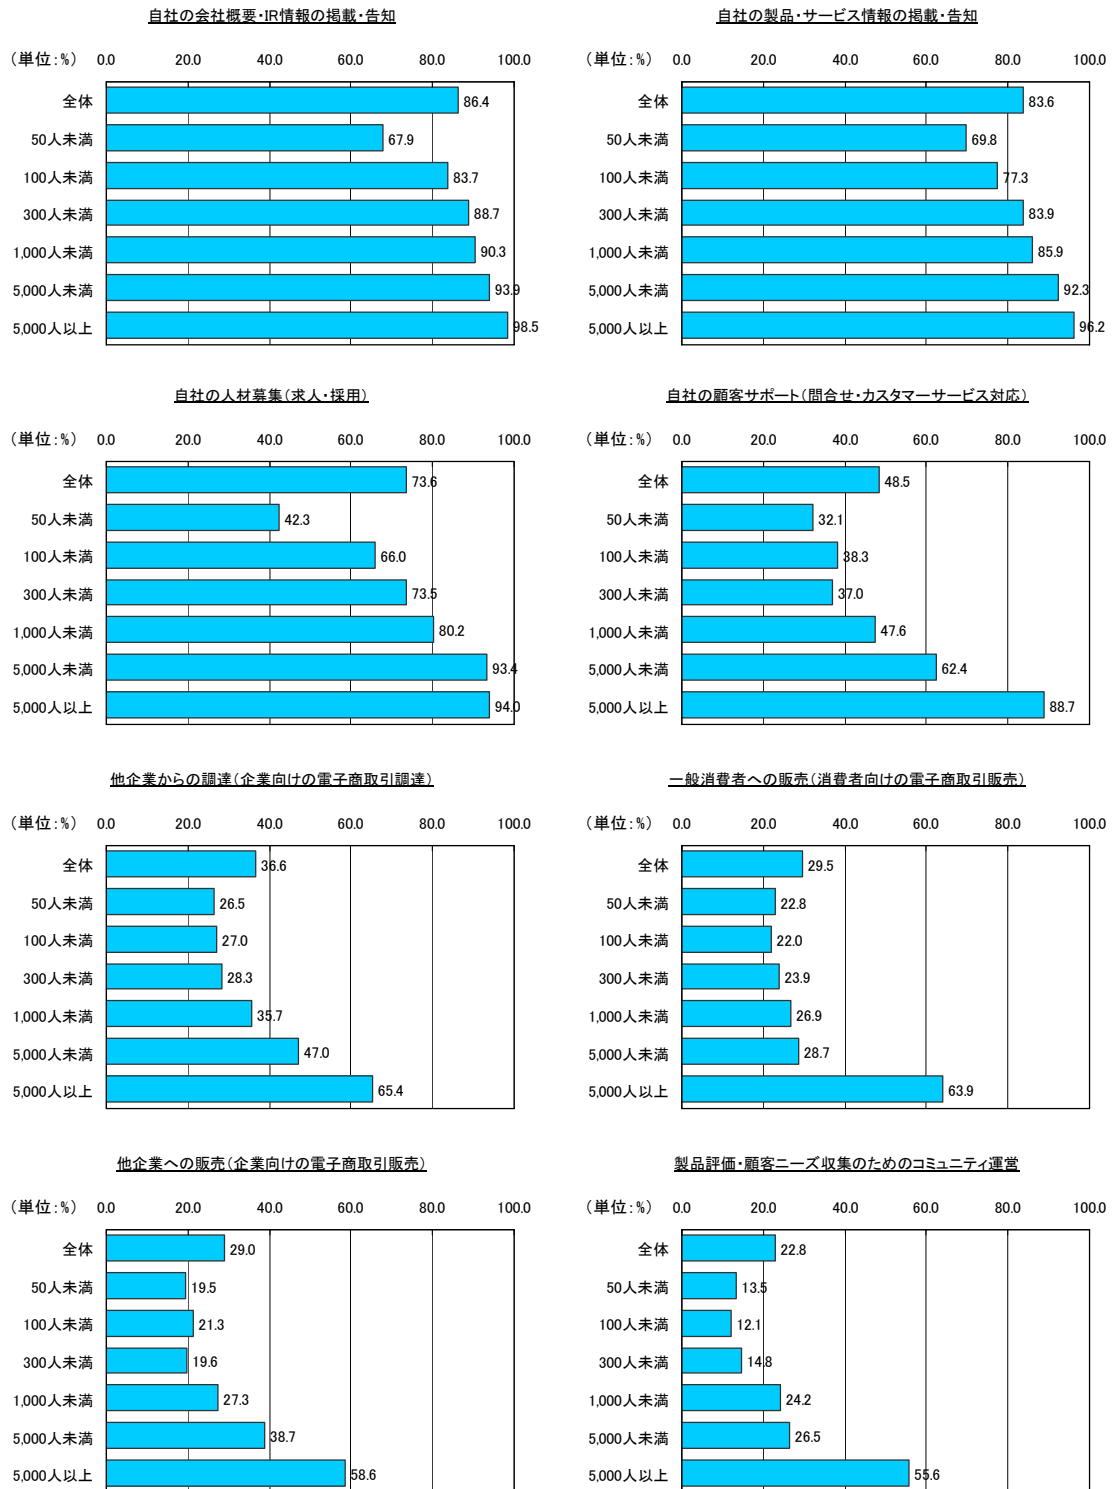 自社の会社概要・IR情報の掲載・告知
（単位：%） 0.0 20.0 40.0 60.0 80.0 100.0
全体 86.4
50人未満 67.9
100人未満 83.7
300人未満 88.7
1,000人未満 90.3
5,000人未満 93.9
5,000人以上 98.5
自社の製品・サービス情報の掲載・告知
（単位：%） 0.0 20.0 40.0 60.0 80.0 100.0
全体 83.6
50人未満 69.8
100人未満 77.3
300人未満 83.9
1,000人未満 85.9
5,000人未満 92.3
5,000人以上 96.2
自社の人材募集（求人・採用）
（単位：%） 0.0 20.0 40.0 60.0 80.0 100.0
全体 73.6
50人未満 42.3
100人未満 66.0
300人未満 73.5
1,000人未満 80.2
5,000人未満 93.4
5,000人以上 94.0
自社の顧客サポート（問合せ・カスタマーサービス対応）
（単位：%） 0.0 20.0 40.0 60.0 80.0 100.0
全体 48.5
50人未満 32.1
100人未満 38.3
300人未満 37.0
1,000人未満 47.6
5,000人未満 62.4
5,000人以上 88.7
他企業からの調達（企業向けの電子商取引調達）
（単位：%） 0.0 20.0 40.0 60.0 80.0 100.0
全体 36.6
50人未満 26.5
100人未満 27.0
300人未満 28.3
1,000人未満 35.7
5,000人未満 47.0
5,000人以上 65.4
一般消費者への販売（消費者向けの電子商取引販売）
（単位：%） 0.0 20.0 40.0 60.0 80.0 100.0
全体 29.5
50人未満 22.8
100人未満 22.0
300人未満 23.9
1,000人未満 26.9
5,000人未満 28.7
5,000人以上 63.9
他企業への販売（企業向けの電子商取引販売）
（単位：%） 0.0 20.0 40.0 60.0 80.0 100.0
全体 29.0
50人未満 19.5
100人未満 21.3
300人未満 19.6
1,000人未満 27.3
5,000人未満 38.7
5,000人以上 58.6
製品評価・顧客ニーズ収集のためのコミュニティ運営
（単位：%） 0.0 20.0 40.0 60.0 80.0 100.0
全体 22.8
50人未満 13.5
100人未満 12.1
300人未満 14.8
1,000人未満 24.2
5,000人未満 26.5
5,000人以上 55.6